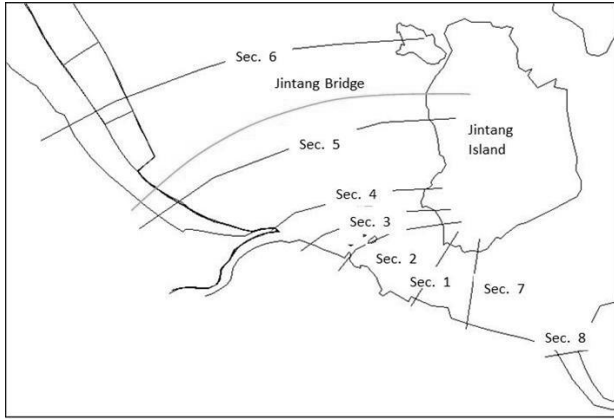 Sec. 6
Jintang Bridge
Sec. 5
Jintang
Island
Sec. 4
Sec. 3
Sec. 2
Sec. 1
Sec. 7
Sec. 8